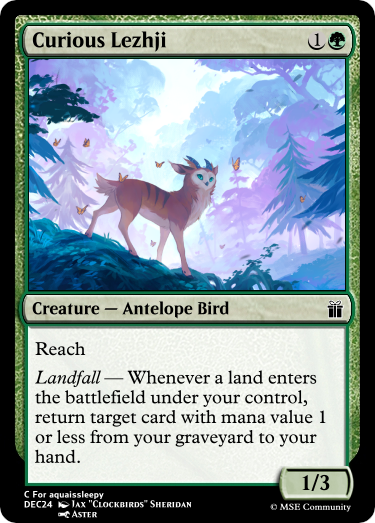 Curious Lezhji 1
Creature — Antelope Bird
Reach
Landfall — Whenever a land enters
the battlefield under your control,
return target card with mana value 1
or less from your graveyard to your
hand.
1/3
C For aquaissleepy
DEC24 Jax "Clockbirds" Sheridan
Aster
© MSE Community